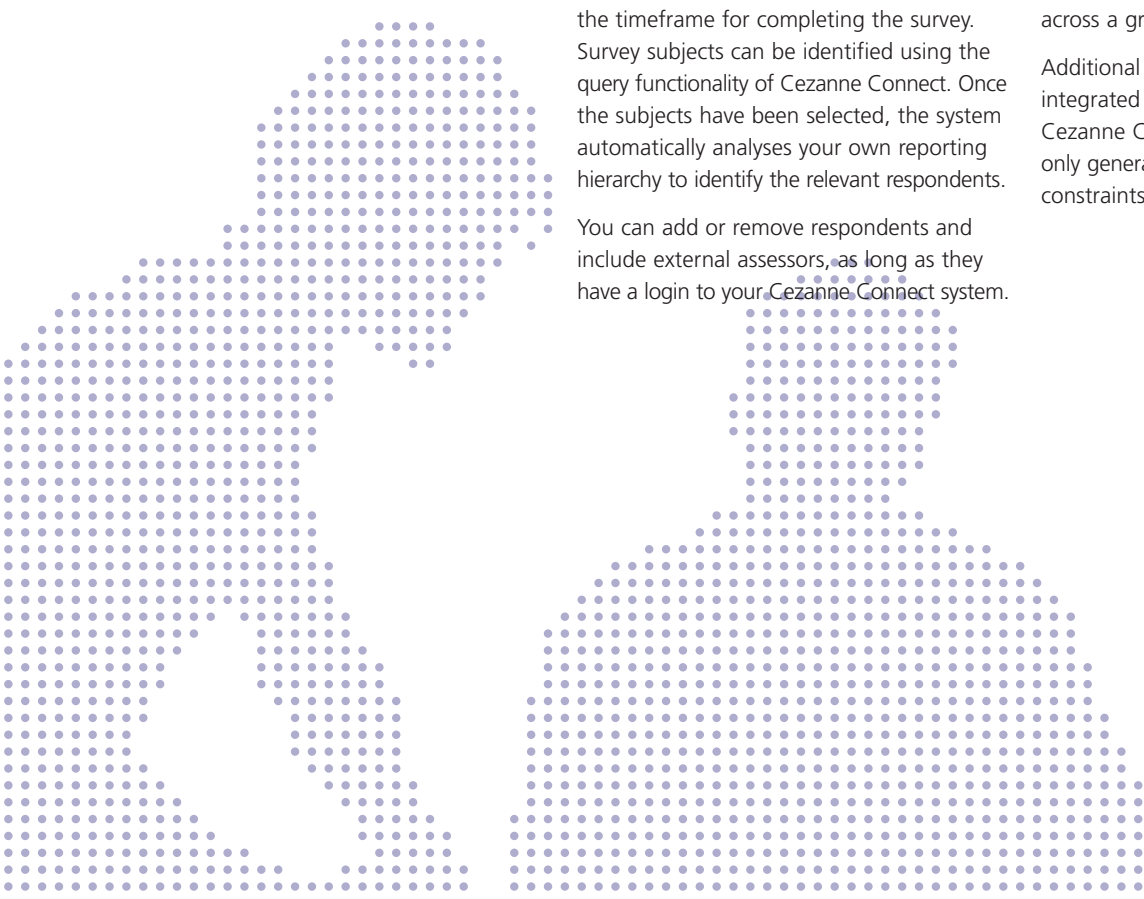 the timeframe for completing the survey.
Survey subjects can be identified using the
query functionality of Cezanne Connect. Once
the subjects have been selected, the system
automatically analyses your own reporting
hierarchy to identify the relevant respondents.
You can add or remove respondents and
include external assessors, as long as they
have a login to your Cezanne Connect system.
across a
Additional
integrated
Cezanne
only
constraints